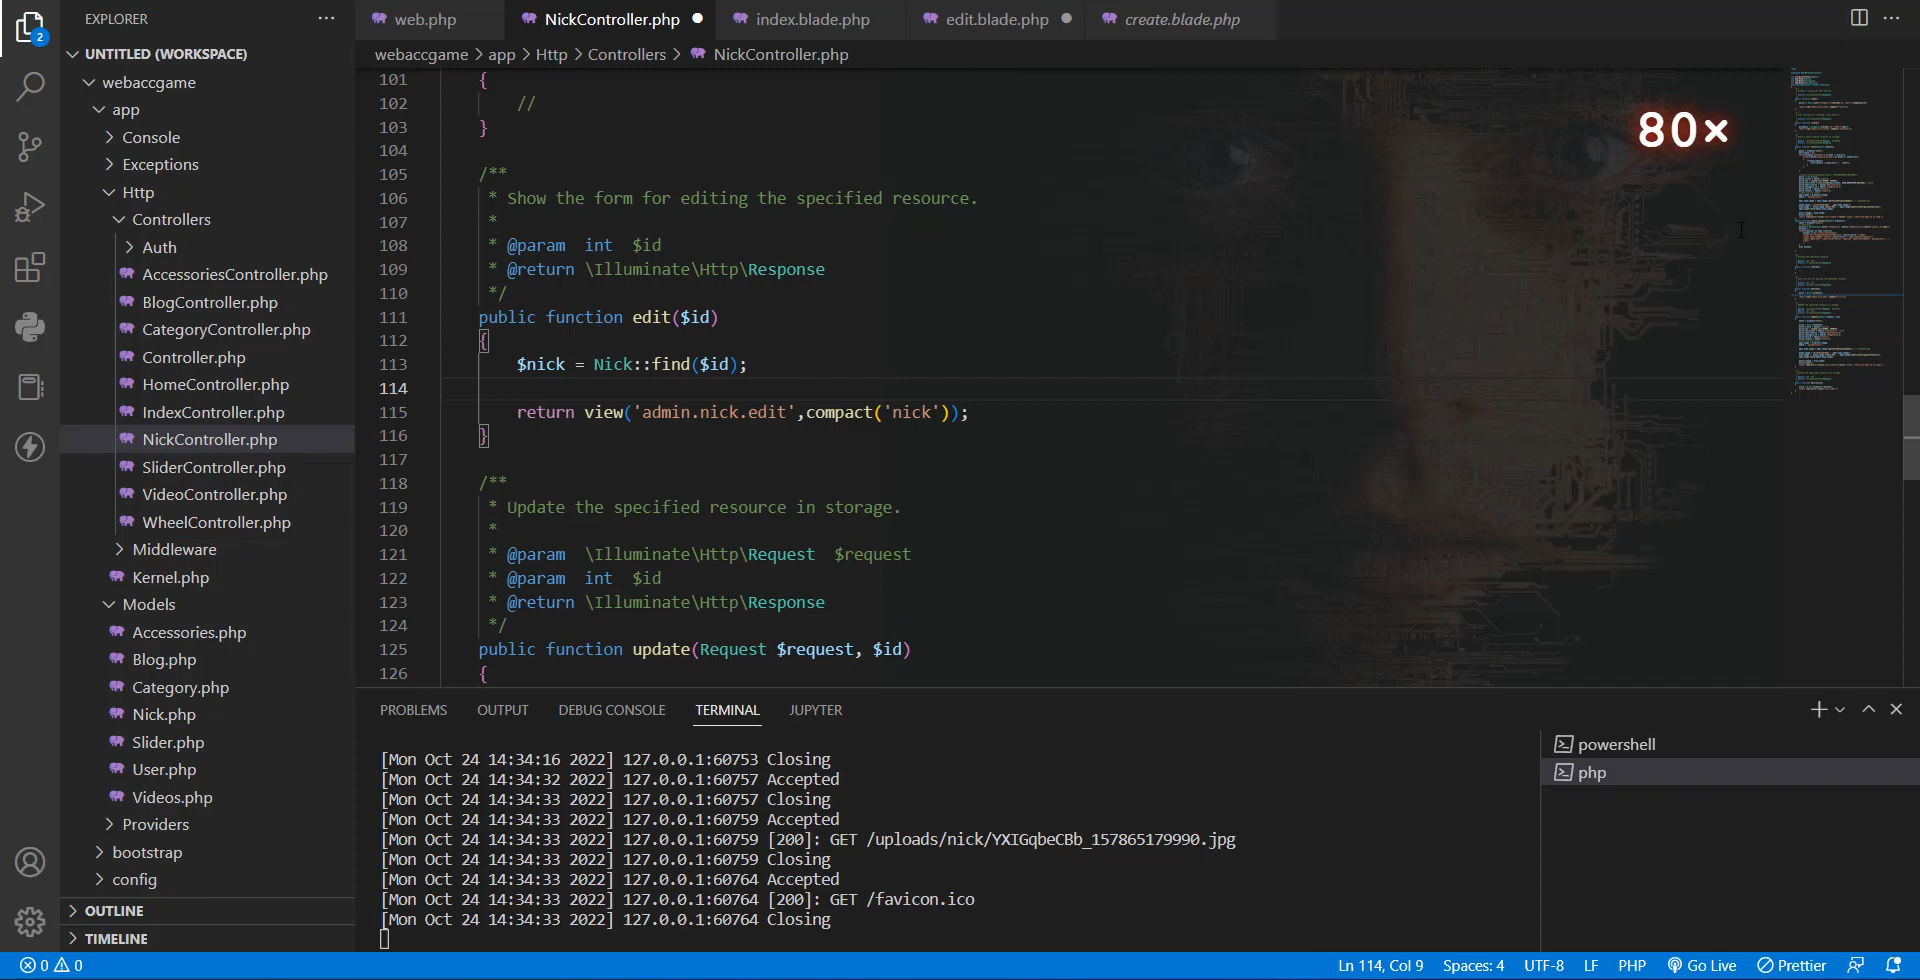 EXPLORER
web.php
NickController.php
index.blade.php
edit.blade.php
create.blade.php
2
UNTITLED (WORKSPACE)
webaccgame > app > Http > Controllers > NickController.php
webaccgame
app
Console
Exceptions
Http
Controllers
Auth
AccessoriesController.php
BlogController.php
CategoryController.php
Controller.php
HomeController.php
IndexController.php
NickController.php
SliderController.php
VideoController.php
WheelController.php
Middleware
Kernel.php
Models
Accessories.php
Blog.php
Category.php
Nick.php
Slider.php
User.php
Videos.php
Providers
bootstrap
config
OUTLINE
TIMELINE
101 {
102 //
103 }
104
105 /**
106 * Show the form for editing the specified resource.
107 *
108 * @param  int  $id
109 * @return \Illuminate\Http\Response
110 */
111 public function edit($id)
112 {
113 $nick = Nick::find($id);
114
115 return view('admin.nick.edit',compact('nick'));
116 }
117
118 /**
119 * Update the specified resource in storage.
120 *
121 * @param  \Illuminate\Http\Request  $request
122 * @param  int  $id
123 * @return \Illuminate\Http\Response
124 */
125 public function update(Request $request, $id)
126 {
80×
PROBLEMS
OUTPUT
DEBUG CONSOLE
TERMINAL
JUPYTER
[Mon Oct 24 14:34:16 2022] 127.0.0.1:60753 Closing
[Mon Oct 24 14:34:32 2022] 127.0.0.1:60757 Accepted
[Mon Oct 24 14:34:33 2022] 127.0.0.1:60757 Closing
[Mon Oct 24 14:34:33 2022] 127.0.0.1:60759 Accepted
[Mon Oct 24 14:34:33 2022] 127.0.0.1:60759 [200]: GET /uploads/nick/YXIGqbeCBb_157865179990.jpg
[Mon Oct 24 14:34:33 2022] 127.0.0.1:60759 Closing
[Mon Oct 24 14:34:33 2022] 127.0.0.1:60764 Accepted
[Mon Oct 24 14:34:33 2022] 127.0.0.1:60764 [200]: GET /favicon.ico
[Mon Oct 24 14:34:33 2022] 127.0.0.1:60764 Closing
powershell
php
0 0
Ln 114, Col 9
Spaces: 4
UTF-8
LF
PHP
Go Live
Prettier